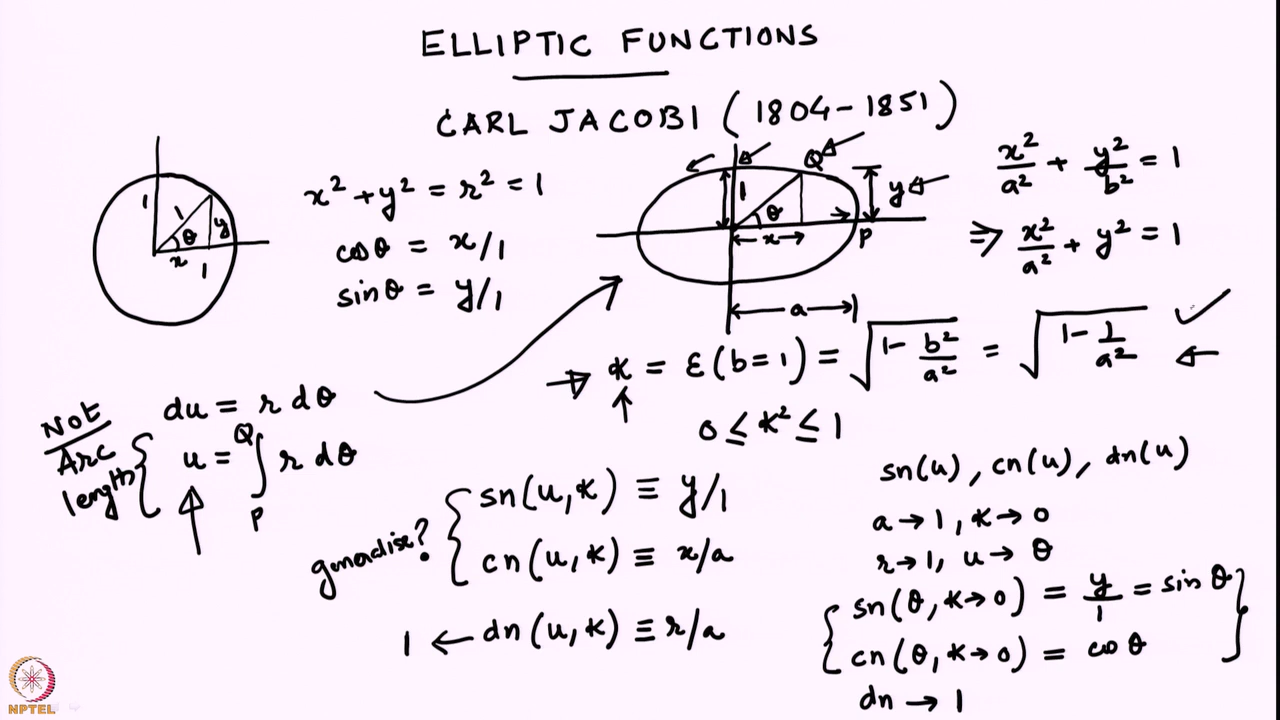 ELLIPTIC FUNCTIONS
CARL JACOBI (1804-1851)
1
1
θ
y
x
1
x² + y² = r² = 1
cosθ = x/1
sinθ = y/1
Q
1
θ
x
y
P
a
x²/a² + y²/b² = 1
⇒ x²/a² + y² = 1
→ k = ε(b=1) = √(1 - b²/a²) = √(1 - 1/a²) ✓
0 ≤ k² ≤ 1
Not
Arc
length
du = r dθ
u = ∫_P^Q r dθ
generalise?
sn(u,k) ≡ y/1
cn(u,k) ≡ x/a
1 ← dn(u,k) ≡ r/a
sn(u), cn(u), dn(u)
a → 1, k → 0
r → 1, u → θ
sn(θ, k→0) = y/1 = sin θ
cn(θ, k→0) = cos θ
dn → 1
NPTEL